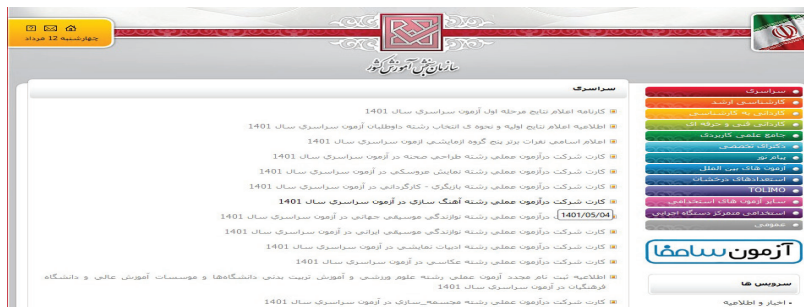 چهارشنبه 12 مرداد
سازمان سنجش آموزش کشور
سراسری
کارشناسی ارشد
کاردانی به کارشناسی
کاردانی فنی و حرفه ای
جامع علمی کاربردی
دکترای تخصصی
پیام نور
آزمون های بین الملل
استعدادهای درخشان
TOLIMO
سایر آزمون های استخدامی
استخدامی متمرکز دستگاه اجرایی
عمومی
آزمون سامفا
سرویس ها
اخبار و اطلاعیه
سراسری
کارنامه اعلام نتایج مرحله اول آزمون سراسری سال 1401
اطلاعیه اعلام نتایج اولیه و نحوه ی انتخاب رشته داوطلبان آزمون سراسری سال 1401
اعلام اسامی نفرات برتر پنج گروه آزمایشی آزمون سراسری سال 1401
کارت شرکت درآزمون عملی رشته طراحی صحنه در آزمون سراسری سال 1401
کارت شرکت درآزمون عملی رشته نمایش عروسکی در آزمون سراسری سال 1401
کارت شرکت درآزمون عملی رشته بازیگری - کارگردانی در آزمون سراسری سال 1401
کارت شرکت درآزمون عملی رشته آهنگ سازی در آزمون سراسری سال 1401
1401/05/04
درآزمون عملی رشته نوازندگی موسیقی جهانی در آزمون سراسری سال 1401
کارت شرکت درآزمون عملی رشته نوازندگی موسیقی ایرانی در آزمون سراسری سال 1401
کارت شرکت درآزمون عملی رشته ادبیات نمایشی در آزمون سراسری سال 1401
کارت شرکت درآزمون عملی رشته عکاسی در آزمون سراسری سال 1401
اطلاعیه ثبت نام مجدد آزمون عملی رشته علوم ورزشی و آموزش تربیت بدنی دانشگاهها و موسسات آموزش عالی و دانشگاه
فرهنگیان در آزمون سراسری سال 1401
کارت شرکت درآزمون عملی رشته مجسمه_سازی در آزمون سراسری سال 1401